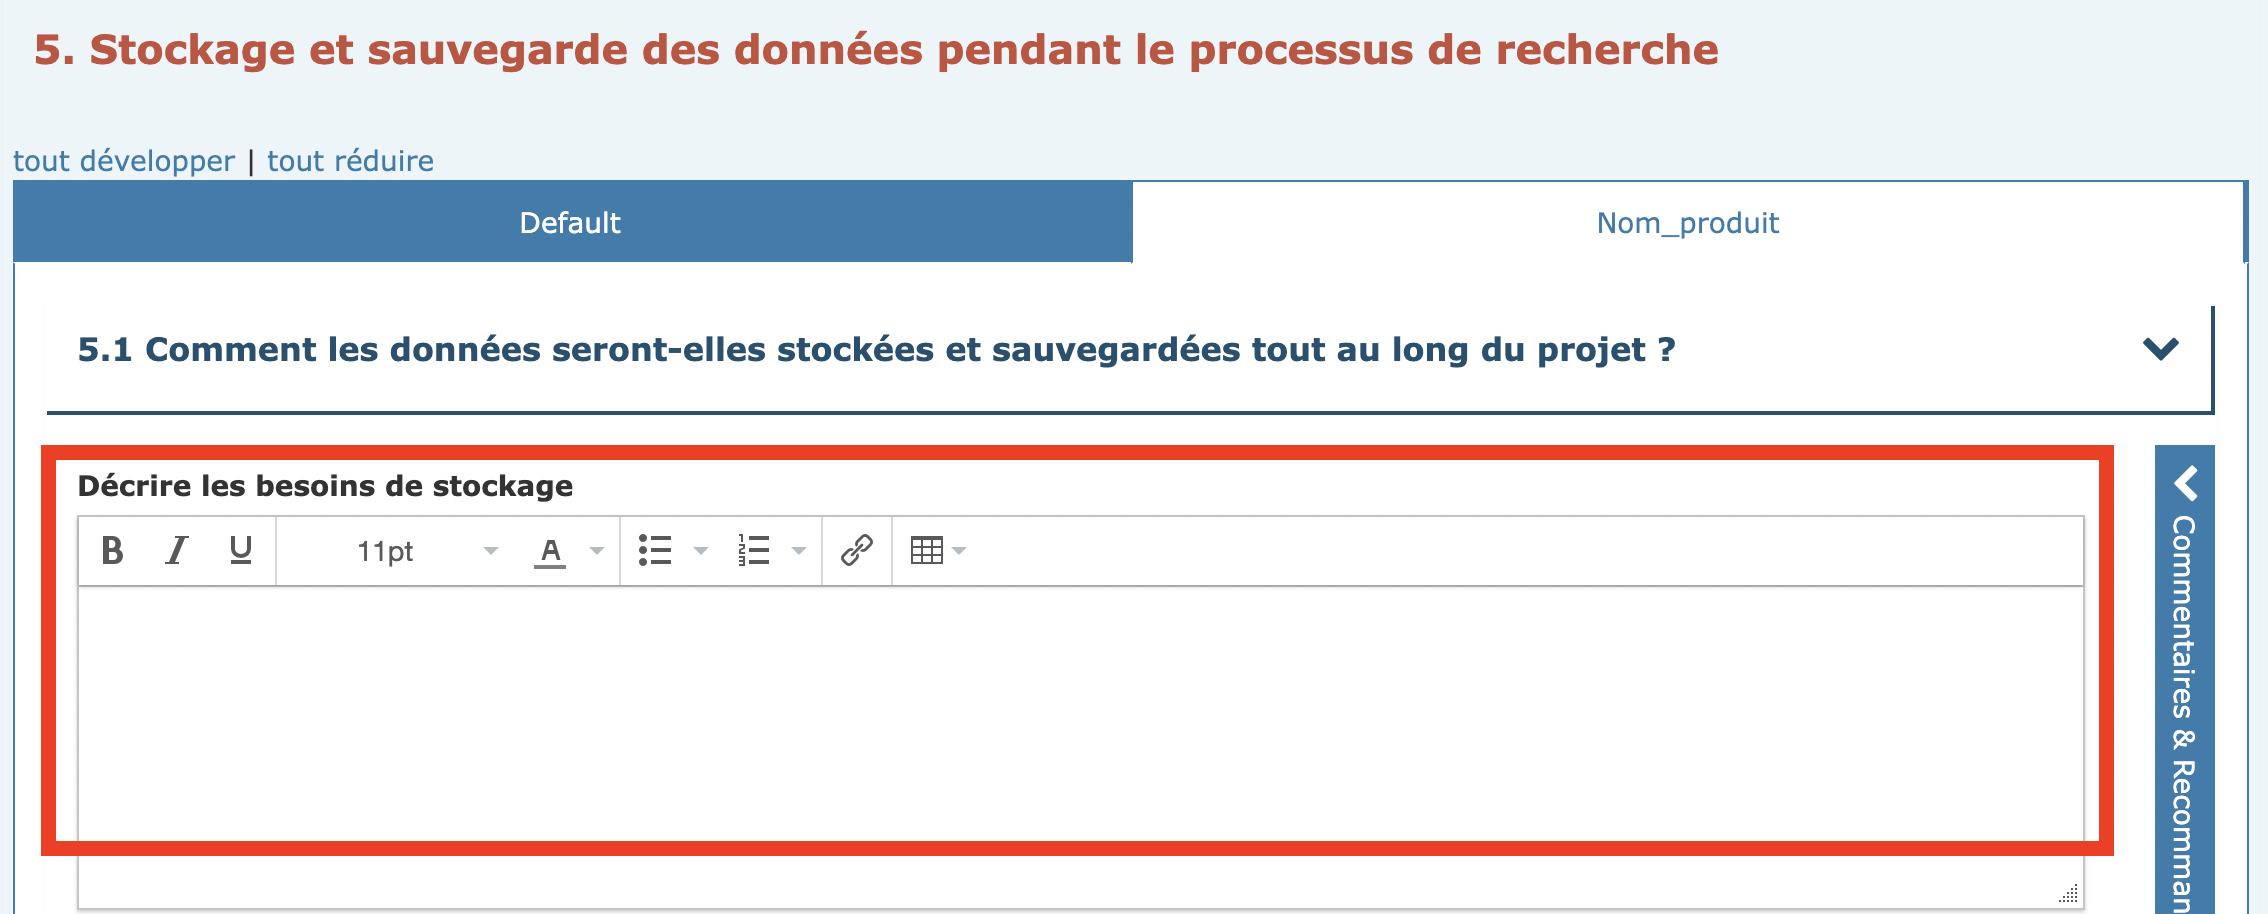 5. Stockage et sauvegarde des données pendant le processus de recherche
tout développer | tout réduire
Default
Nom_produit
5.1 Comment les données seront-elles stockées et sauvegardées tout au long du projet ?
Décrire les besoins de stockage
B I U 11pt A
Commentaires & Recomman